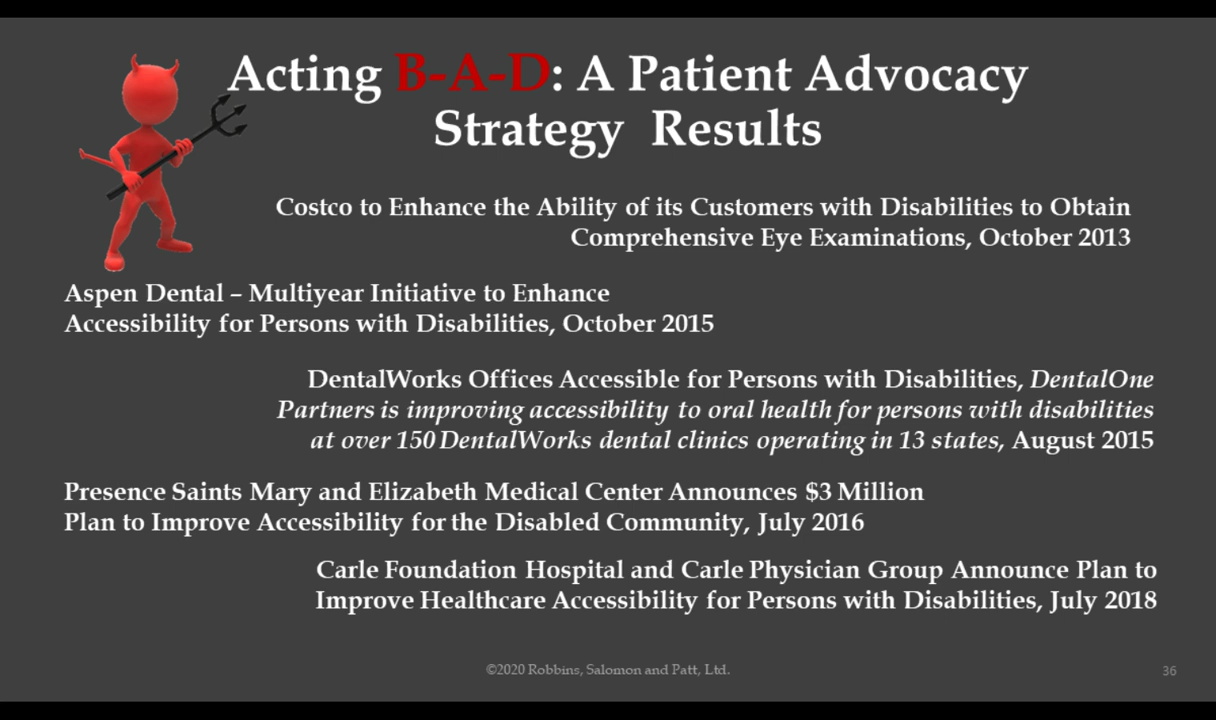 Acting B-A-D: A Patient Advocacy
Strategy Results
Costco to Enhance the Ability of its Customers with Disabilities to Obtain
Comprehensive Eye Examinations, October 2013
Aspen Dental – Multiyear Initiative to Enhance
Accessibility for Persons with Disabilities, October 2015
DentalWorks Offices Accessible for Persons with Disabilities, DentalOne
Partners is improving accessibility to oral health for persons with disabilities
at over 150 DentalWorks dental clinics operating in 13 states, August 2015
Presence Saints Mary and Elizabeth Medical Center Announces $3 Million
Plan to Improve Accessibility for the Disabled Community, July 2016
Carle Foundation Hospital and Carle Physician Group Announce Plan to
Improve Healthcare Accessibility for Persons with Disabilities, July 2018
©2020 Robbins, Salomon and Patt, Ltd.
36